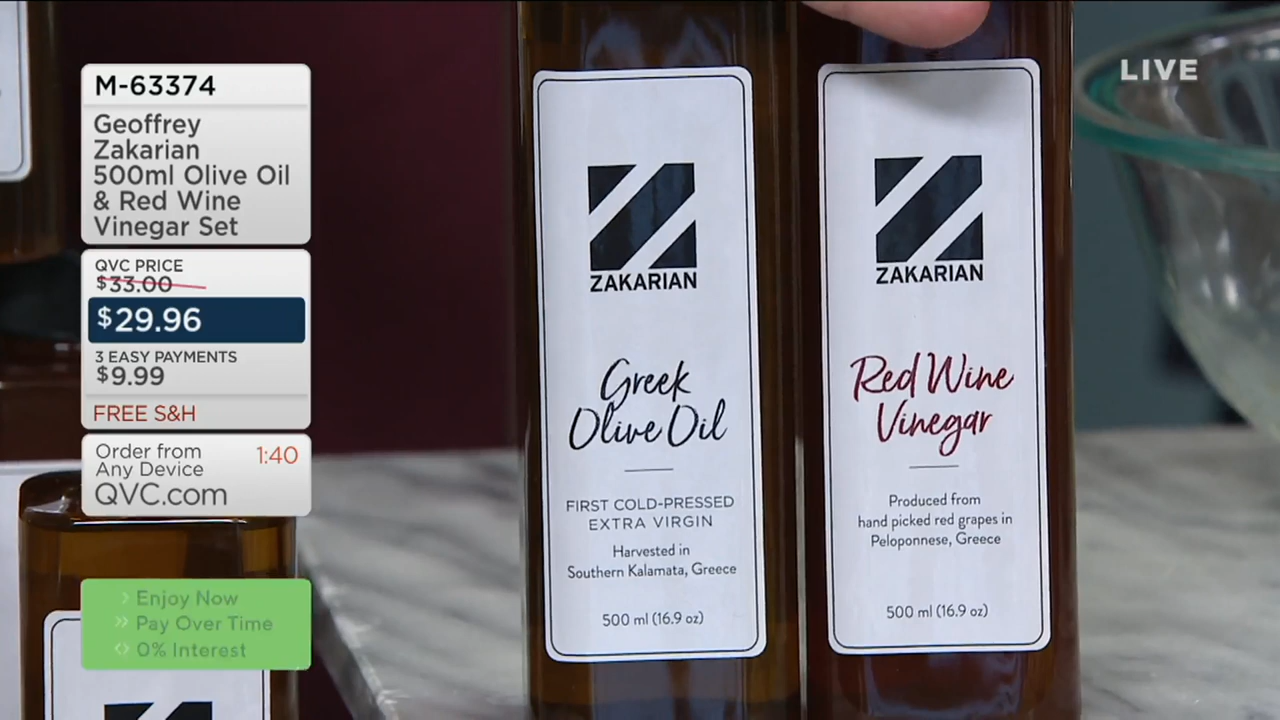 M-63374
Geoffrey
Zakarian
500ml Olive Oil
& Red Wine
Vinegar Set
QVC PRICE
$33.00
$29.96
3 EASY PAYMENTS
$9.99
FREE S&H
Order from
Any Device
1:40
QVC.com
Enjoy Now
Pay Over Time
0% Interest
ZAKARIAN
Greek
Olive Oil
FIRST COLD-PRESSED
EXTRA VIRGIN
Harvested in
Southern Kalamata, Greece
500 ml (16.9 oz)
ZAKARIAN
Red Wine
Vinegar
Produced from
hand picked red grapes in
Peloponnese, Greece
500 ml (16.9 oz)
LIVE